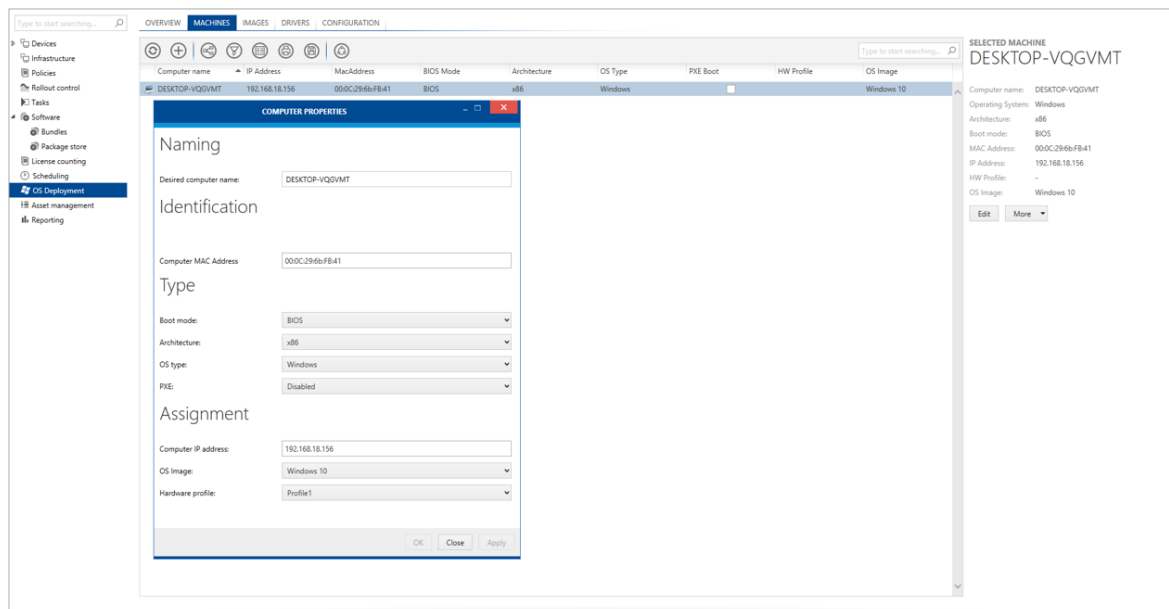 Type to start searching...
OVERVIEW MACHINES IMAGES DRIVERS CONFIGURATION
Devices
Infrastructure
Policies
Rollout control
Tasks
Software
Bundles
Package store
License counting
Scheduling
OS Deployment
Asset management
Reporting
Type to start searching...
Computer name IP Address MacAddress BIOS Mode Architecture OS Type PXE Boot HW Profile OS Image
DESKTOP-VQGVMT 192.168.18.156 00:0C:29:6b:FB:41 BIOS x86 Windows Windows 10
COMPUTER PROPERTIES
Naming
Desired computer name: DESKTOP-VQGVMT
Identification
Computer MAC Address 00:0C:29:6b:FB:41
Type
Boot mode: BIOS
Architecture: x86
OS type: Windows
PXE: Disabled
Assignment
Computer IP address: 192.168.18.156
OS Image: Windows 10
Hardware profile: Profile1
OK Close Apply
SELECTED MACHINE
DESKTOP-VQGVMT
Computer name: DESKTOP-VQGVMT
Operating System: Windows
Architecture: x86
Boot mode: BIOS
MAC Address: 00:0C:29:6b:FB:41
IP Address: 192.168.18.156
HW Profile: -
OS Image: Windows 10
Edit More